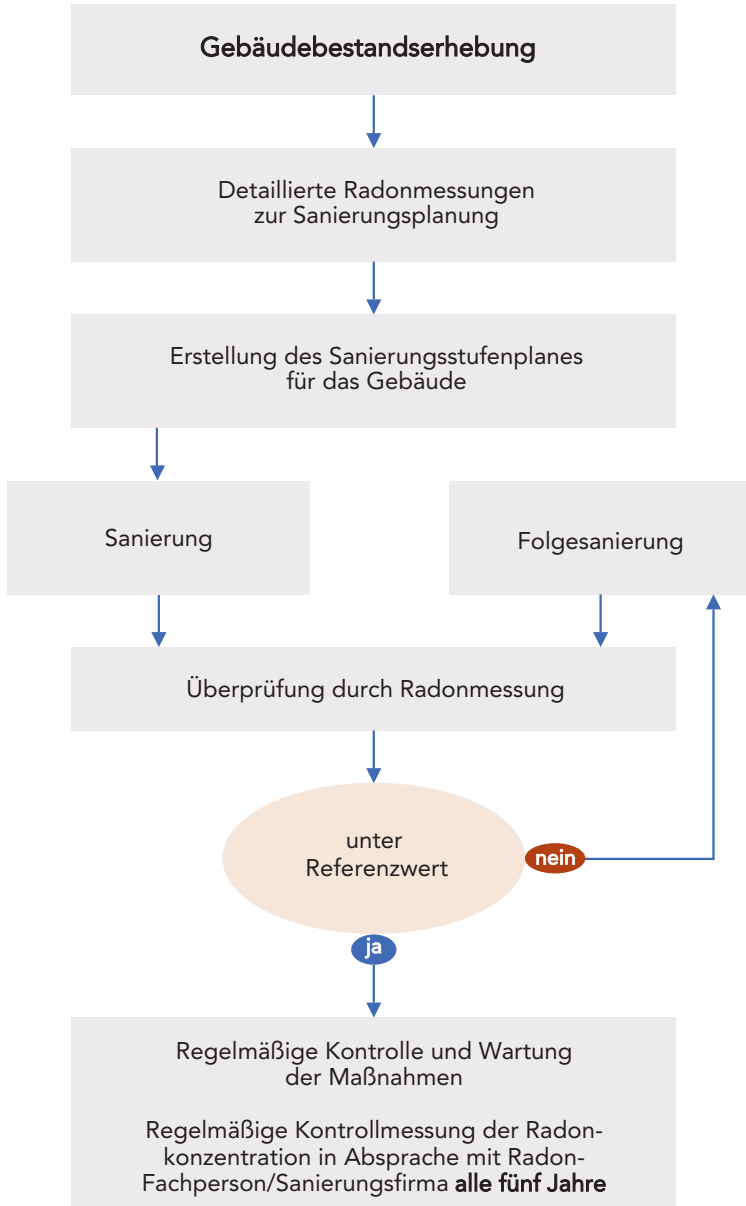 Gebäudebestandserhebung
Detaillierte Radonmessungen
zur Sanierungsplanung
Erstellung des Sanierungsstufenplanes
für das Gebäude
Sanierung
Folgesanierung
Überprüfung durch Radonmessung
unter
Referenzwert
nein
ja
Regelmäßige Kontrolle und Wartung
der Maßnahmen
Regelmäßige Kontrollmessung der Radon-
konzentration in Absprache mit Radon-
Fachperson/Sanierungsfirma alle fünf Jahre